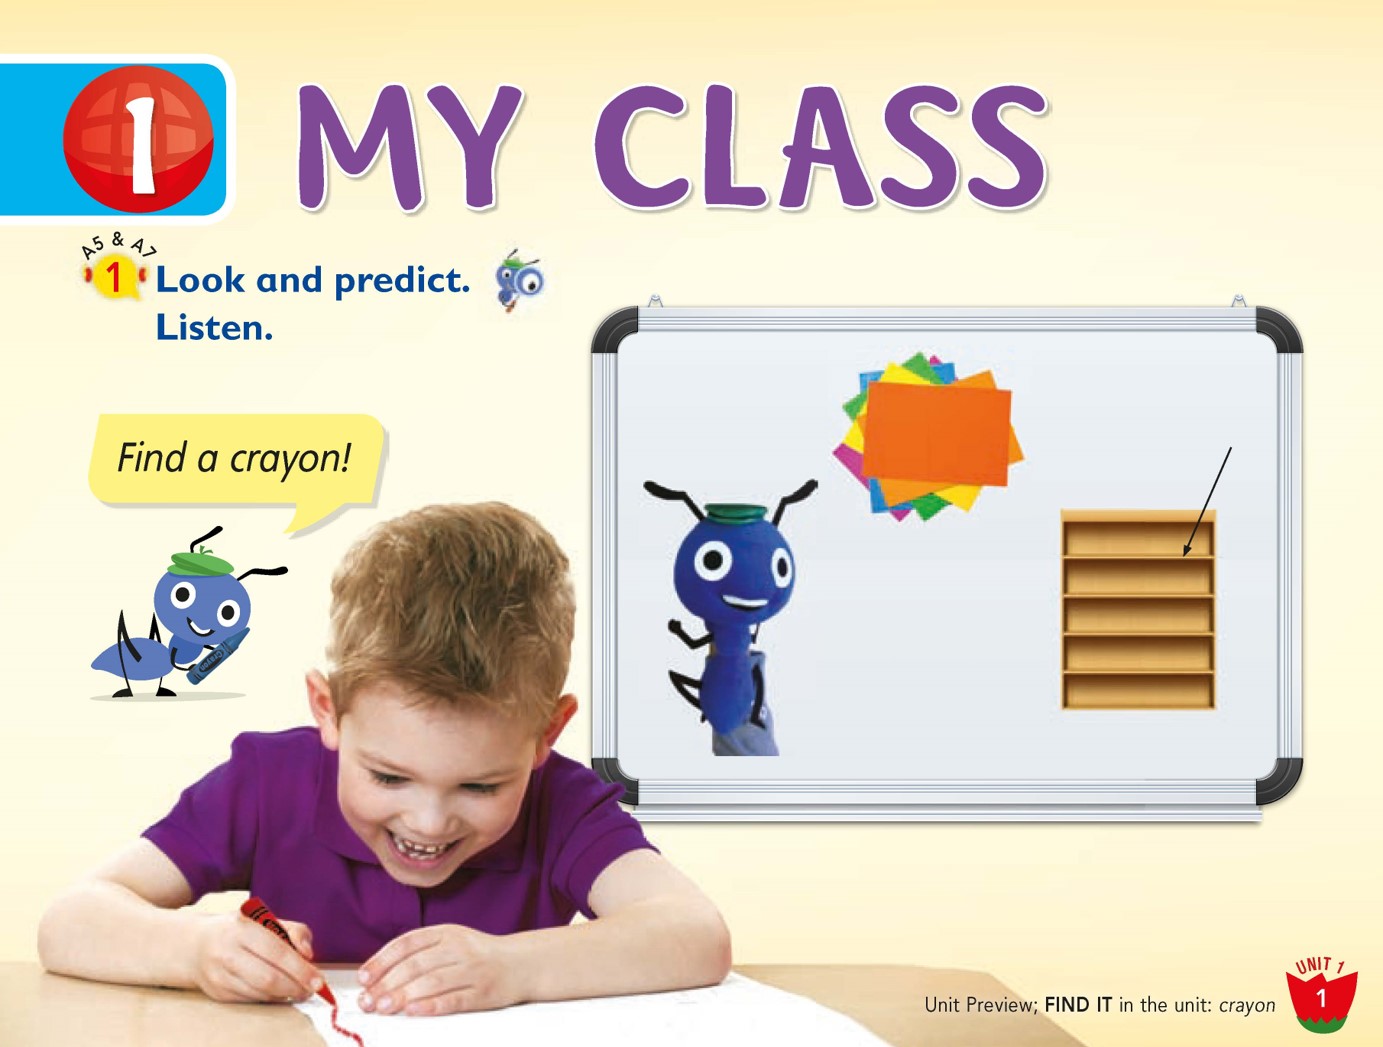 1 MY CLASS
A5 & A7
1 Look and predict.
Listen.
Find a crayon!
Crayon
UNIT 1
1
Unit Preview; FIND IT in the unit: crayon